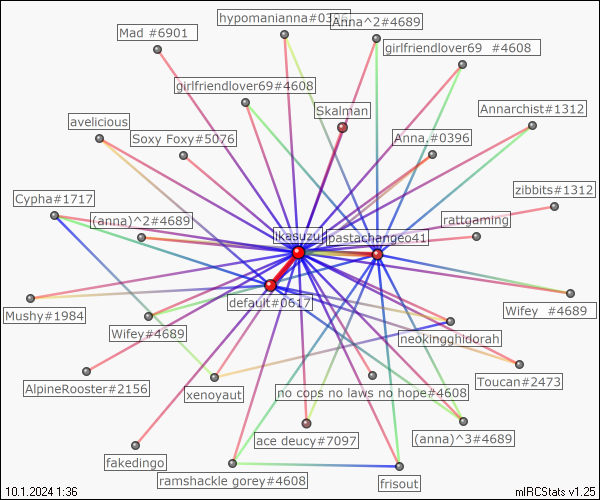 hypomanianna#0396
Anna^2#4689
Mad #6901
girlfriendlover69 #4608
girlfriendlover69#4608
Skalman
Annarchist#1312
avelicious
Soxy Foxy#5076
Anna.#0396
zibbits#1312
Cypha#1717
(anna)^2#4689
rattgaming
ikasuzu
pastachangeo41
default#0617
Mushy#1984
Wifey #4689
Wifey#4689
neokingghidorah
AlpineRooster#2156
xenoyaut
no cops no laws no hope#4608
Toucan#2473
ace deucy#7097
(anna)^3#4689
fakedingo
ramshackle gorey#4608
frisout
10.1.2024 1:36
mIRCStats v1.25